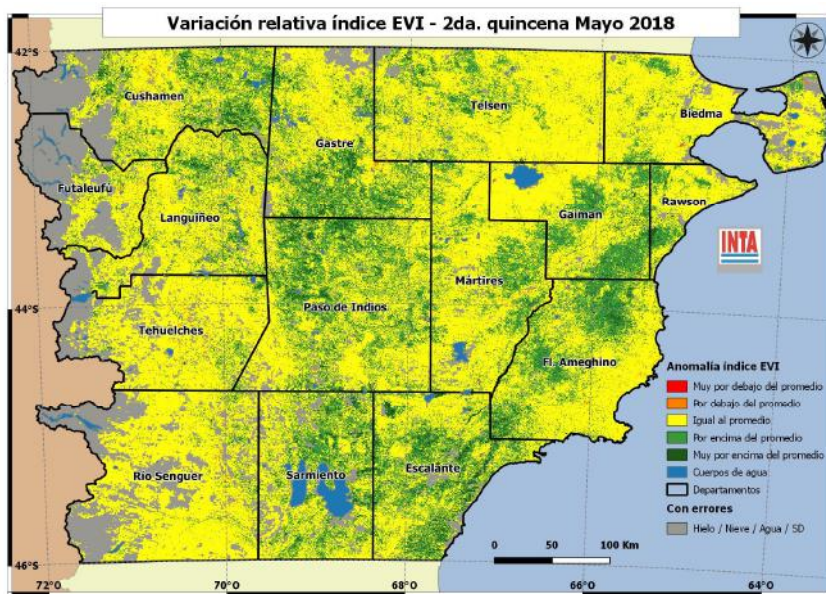 Variación relativa índice EVI - 2da. quincena Mayo 2018
42°S
Cushamen
Telsen
Biedma
Gastre
Futaleufú
Languiñeo
Gaiman
Rawson
INTA
44°S
Tehuelches
Paso de Indios
Mártires
Fl. Ameghino
Río Senguer
Sarmiento
Escalante
Anomalía índice EVI
Muy por debajo del promedio
Por debajo del promedio
Igual al promedio
Por encima del promedio
Muy por encima del promedio
Cuerpos de agua
Departamentos
Con errores
Hielo / Nieve / Agua / SD
0 50 100 Km
46°S
72°O 70°O 68°O 66°O 64°O